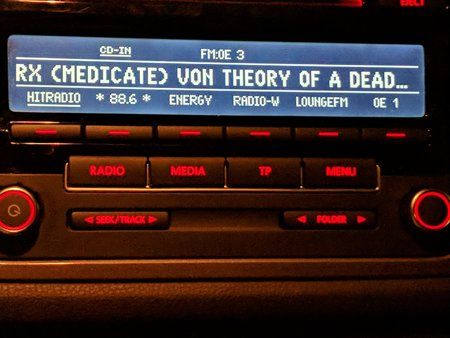 EJECT
CD-IN FM:OE 3
RX (MEDICATE) VON THEORY OF A DEAD...
HITRADIO * 88.6 * ENERGY RADIO-W LOUNGEFM OE 1
RADIO MEDIA TP MENU
SEEK/TRACK FOLDER